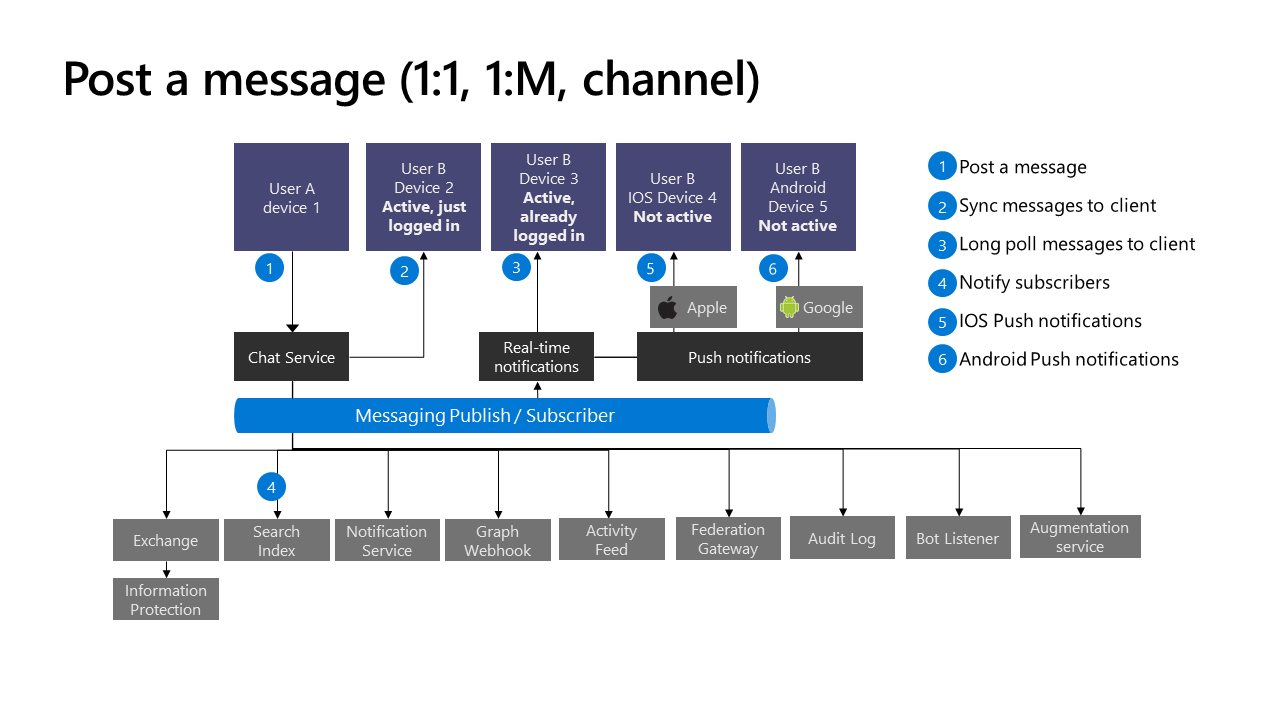 Post a message (1:1, 1:M, channel)
User A
device 1
User B
Device 2
Active, just
logged in
User B
Device 3
Active,
already
logged in
User B
IOS Device 4
Not active
User B
Android
Device 5
Not active
1
2
3
5
6
Apple
Google
Chat Service
Real-time
notifications
Push notifications
Messaging Publish / Subscriber
4
Exchange
Search
Index
Notification
Service
Graph
Webhook
Activity
Feed
Federation
Gateway
Audit Log
Bot Listener
Augmentation
service
Information
Protection
1 Post a message
2 Sync messages to client
3 Long poll messages to client
4 Notify subscribers
5 IOS Push notifications
6 Android Push notifications